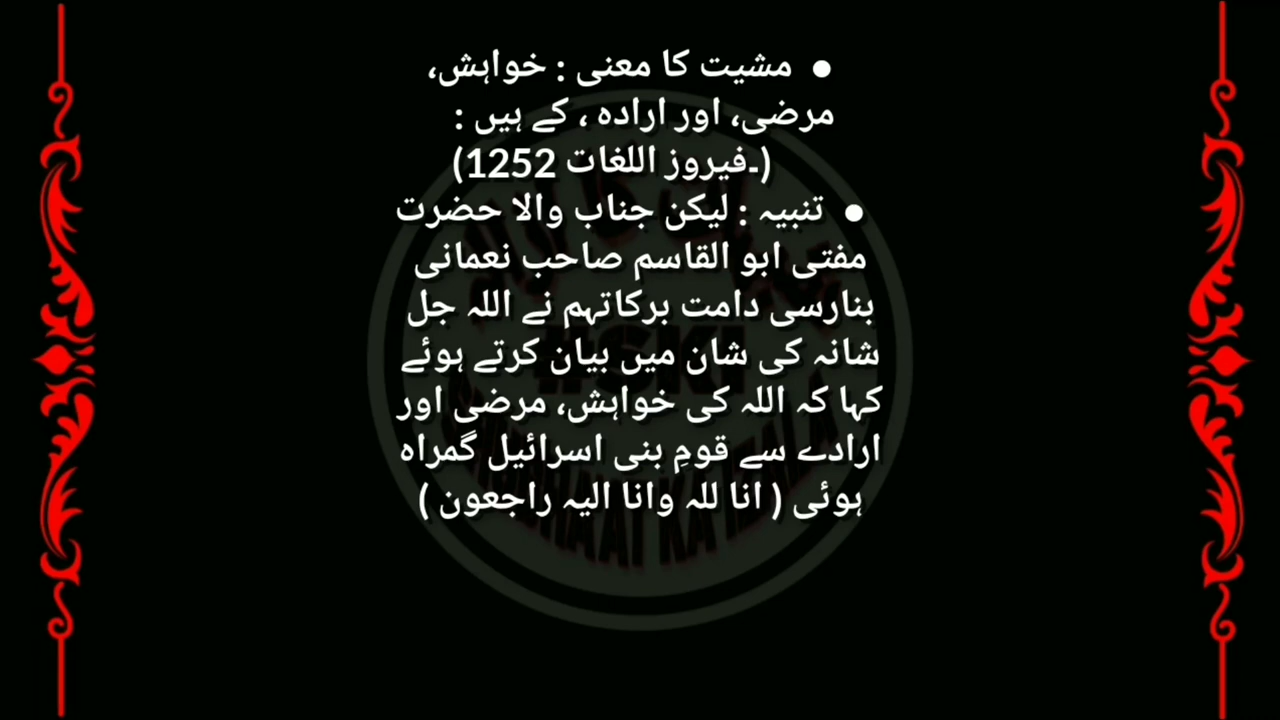 ● مشیت کا معنی : خواہش،
مرضی، اور ارادہ ، کے ہیں :
(۔فیروز اللغات 1252)
● تنبیہ : لیکن جناب والا حضرت
مفتی ابو القاسم صاحب نعمانی
بنارسی دامت برکاتہم نے اللہ جل
شانہ کی شان میں بیان کرتے ہوئے
کہا کہ اللہ کی خواہش، مرضی اور
ارادے سے قومِ بنی اسرائیل گمراہ
ہوئی ( انا للہ وانا الیہ راجعون )